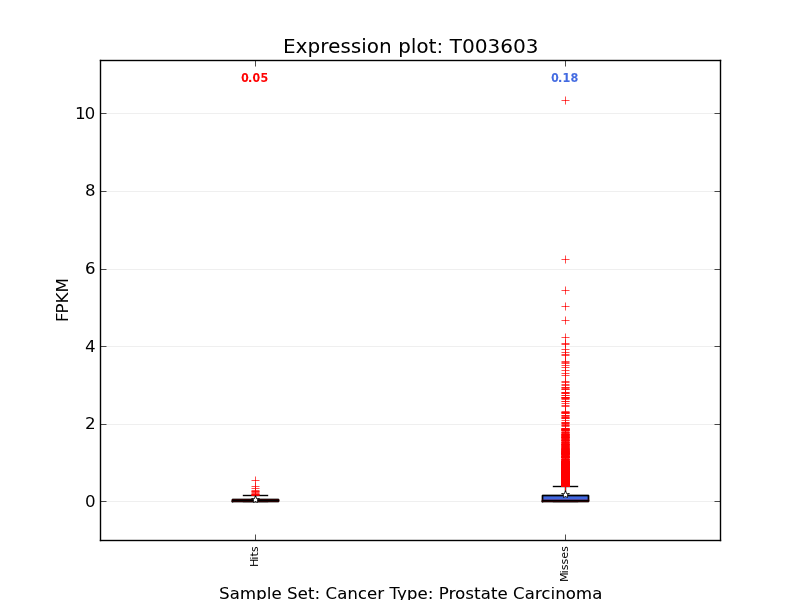 Expression plot: T003603
0.05
0.18
10
8
6
4
2
0
FPKM
Hits
Misses
Sample Set: Cancer Type: Prostate Carcinoma